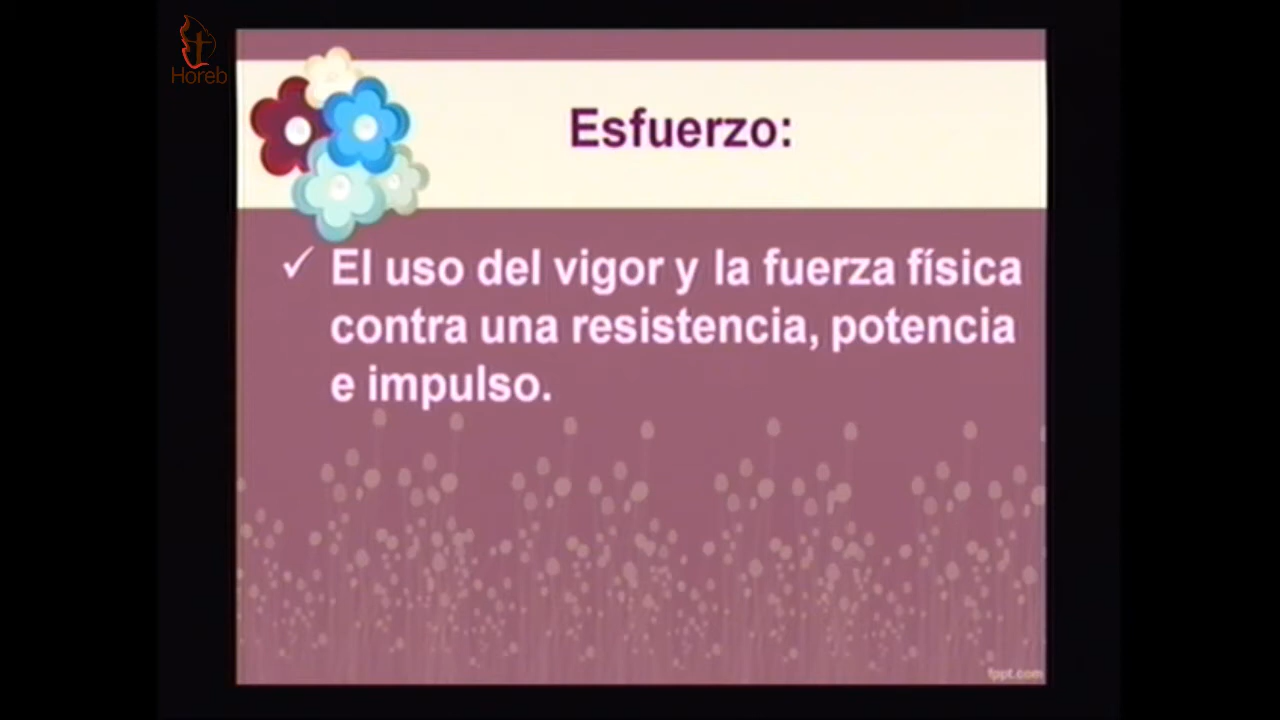 Horeb
Esfuerzo:
✓ El uso del vigor y la fuerza física
contra una resistencia, potencia
e impulso.
fppt.com